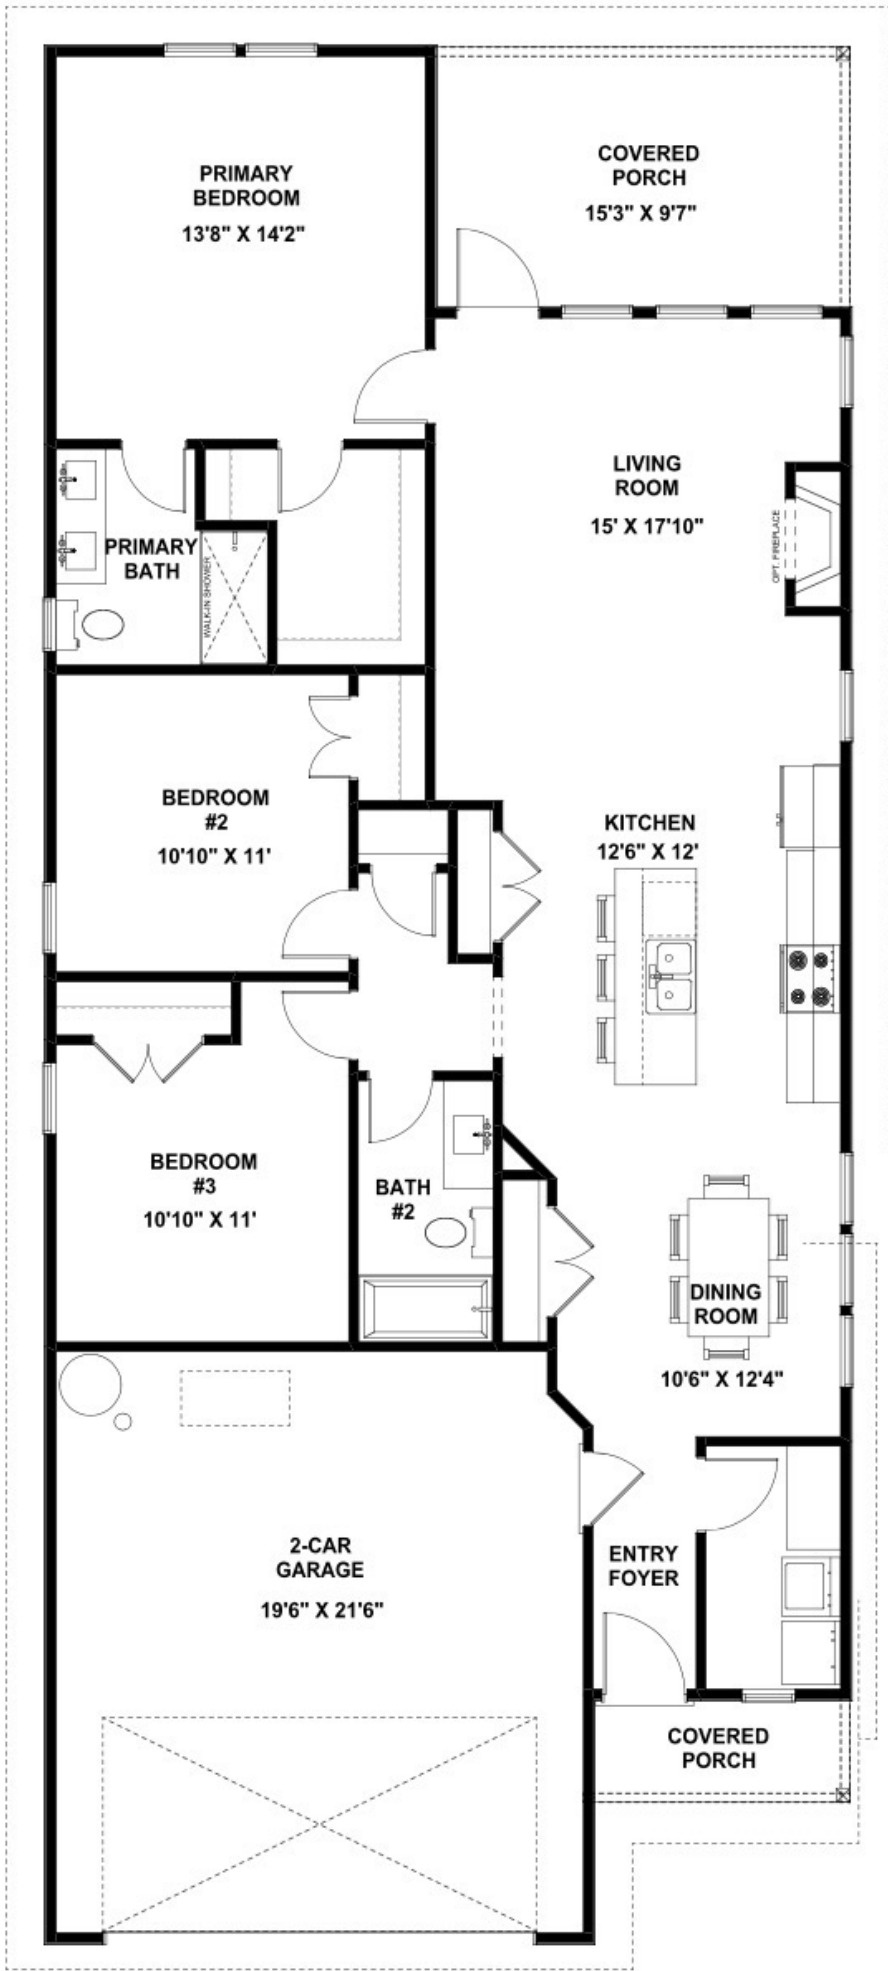 PRIMARY
BEDROOM
13'8" X 14'2"
COVERED
PORCH
15'3" X 9'7"
LIVING
ROOM
15' X 17'10"
OPT. FIREPLACE
PRIMARY
BATH
WALK-IN SHOWER
BEDROOM
#2
10'10" X 11'
KITCHEN
12'6" X 12'
BEDROOM
#3
10'10" X 11'
BATH
#2
DINING
ROOM
10'6" X 12'4"
2-CAR
GARAGE
19'6" X 21'6"
ENTRY
FOYER
COVERED
PORCH